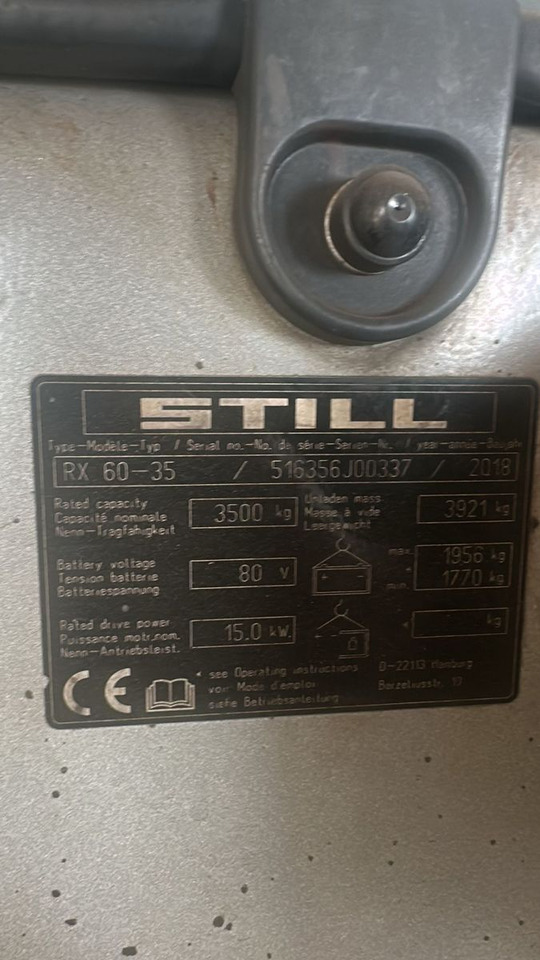 STILL
Type-Modèle-Typ / Serial no.-No. de série-Serien-Nr. / year-année-Baujahr
RX 60-35 / 516356J00337 / 2018
Rated capacity
Capacité nominale
Nenn-Tragfähigkeit
3500 kg
Unladen mass
Masse à vide
Leergewicht
3921 kg
Battery voltage
Tension batterie
Batteriespannung
80 V
max.
1956 kg
min.
1770 kg
Rated drive power
Puissance motr.nom.
Nenn-Antriebsleist.
15.0 kW
kg
CE
* see Operating instructions
voir Mode d'emploi
siehe Betriebsanleitung
D-22113 Hamburg
Berzeliusstr. 10